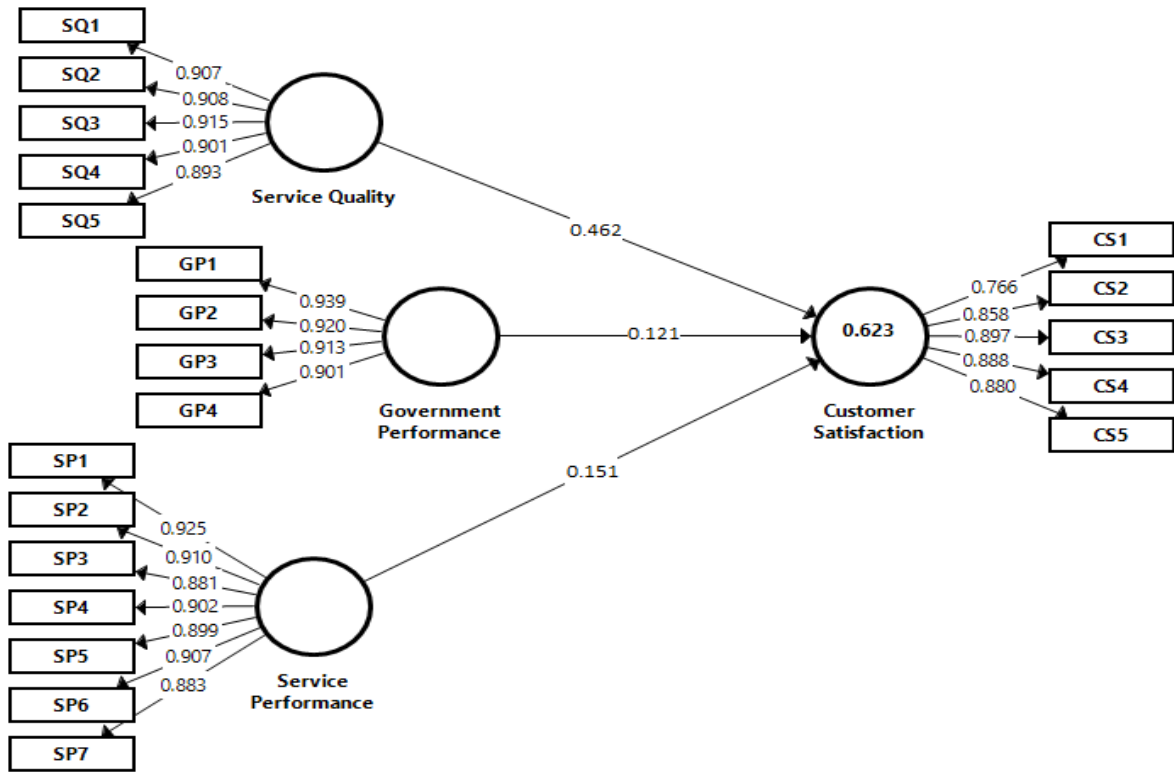 SQ1
SQ2
SQ3
SQ4
SQ5
0.907
0.908
0.915
0.901
0.893
Service Quality
GP1
GP2
GP3
GP4
0.939
0.920
0.913
0.901
Government
Performance
SP1
SP2
SP3
SP4
SP5
SP6
SP7
0.925
0.910
0.881
0.902
0.899
0.907
0.883
Service
Performance
0.462
0.121
0.151
0.623
Customer
Satisfaction
0.766
0.858
0.897
0.888
0.880
CS1
CS2
CS3
CS4
CS5